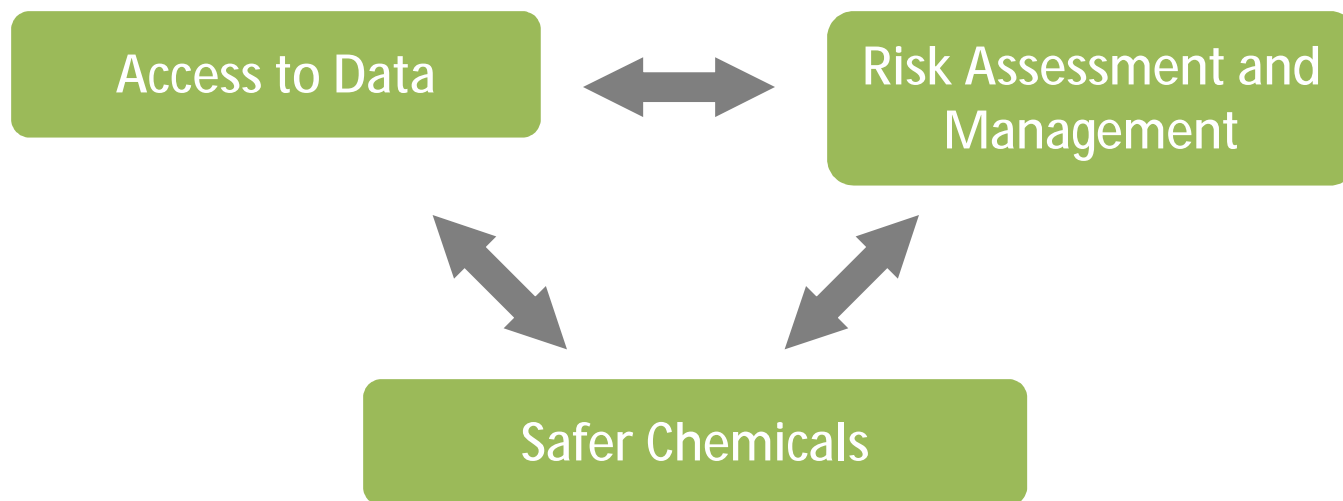 Access to Data
Risk Assessment and
Management
Safer Chemicals